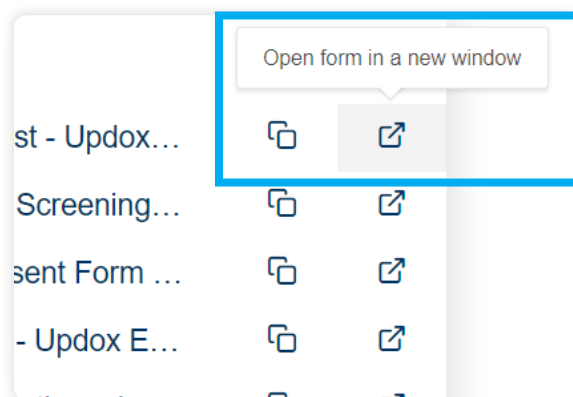 Open form in a new window
st - Updox...
Screening...
sent Form ...
- Updox E...